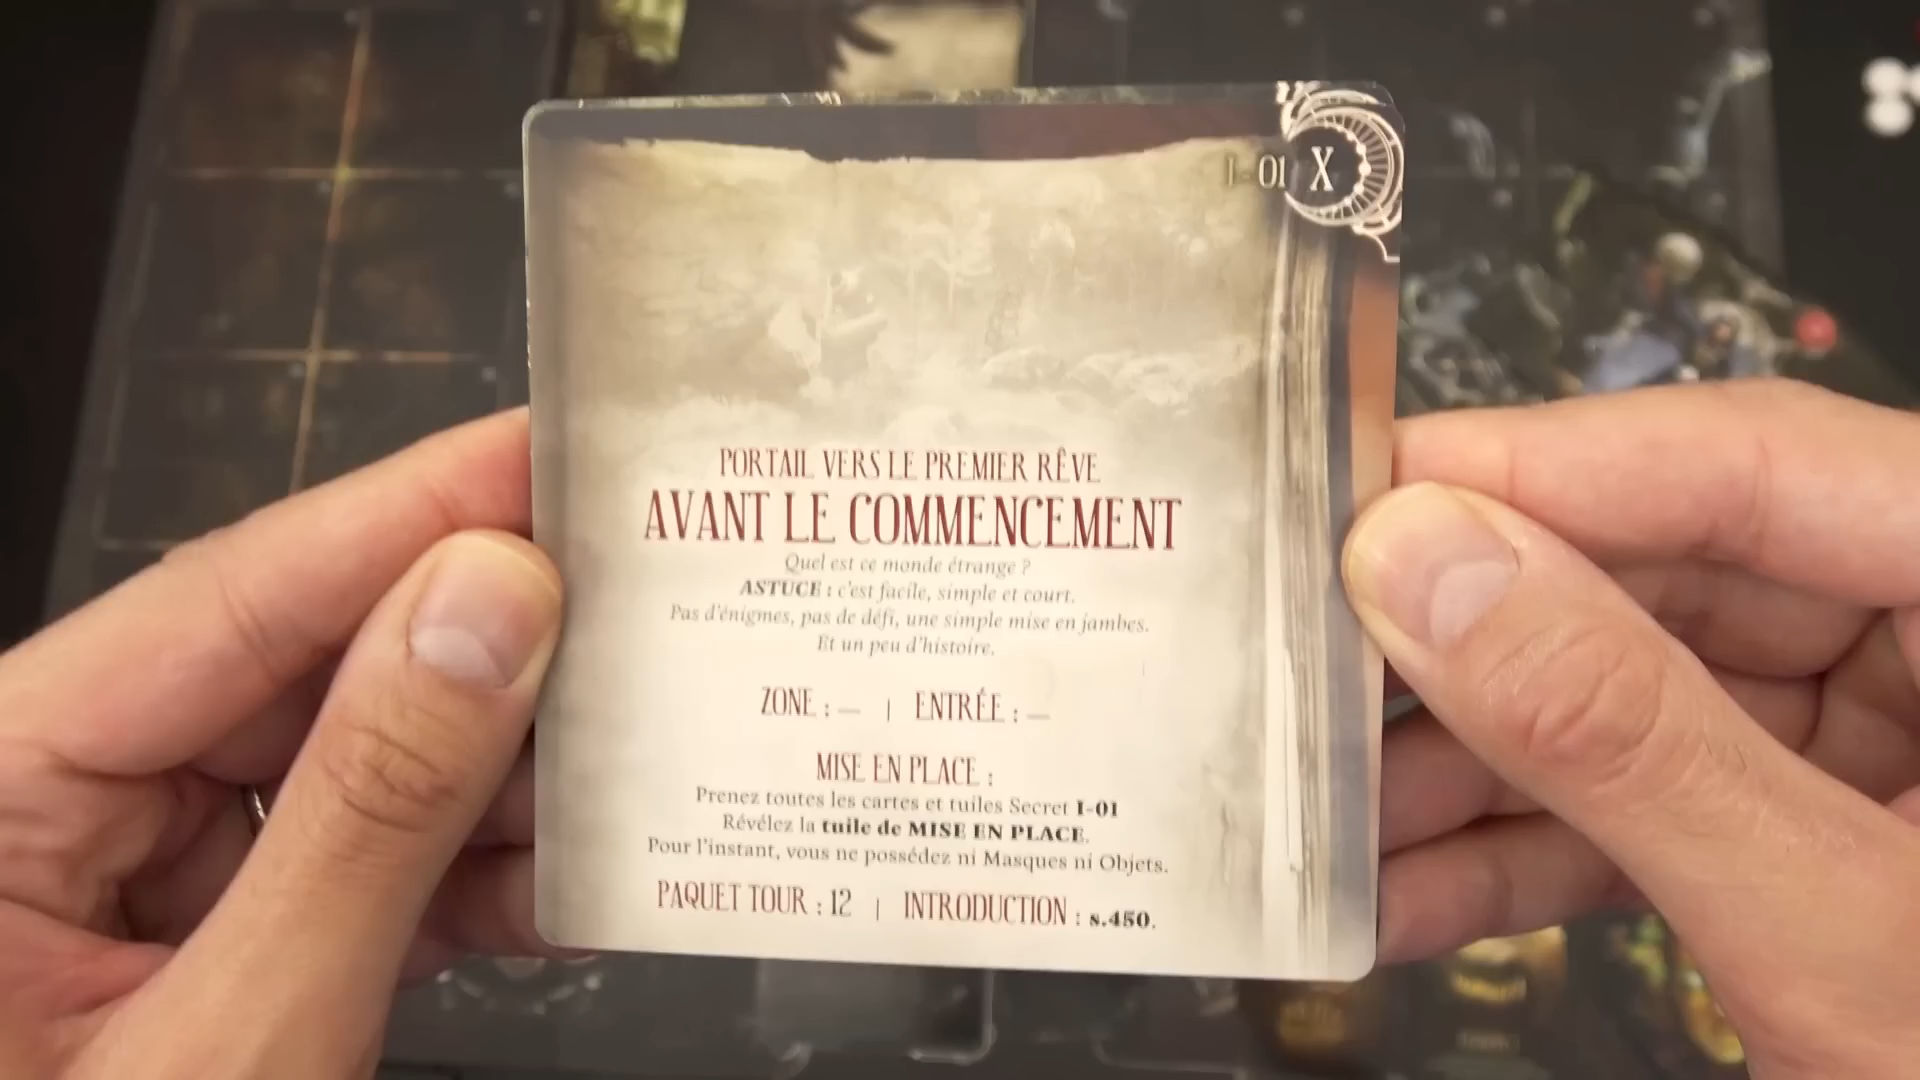 I-01 X
PORTAIL VERS LE PREMIER RÊVE
AVANT LE COMMENCEMENT
Quel est ce monde étrange ?
ASTUCE : c'est facile, simple et court.
Pas d'énigmes, pas de défi, une simple mise en jambes.
Et un peu d'histoire.
ZONE : — | ENTRÉE : —
MISE EN PLACE :
Prenez toutes les cartes et tuiles Secret I-01
Révélez la tuile de MISE EN PLACE.
Pour l'instant, vous ne possédez ni Masques ni Objets.
PAQUET TOUR : 12 | INTRODUCTION : s.450.